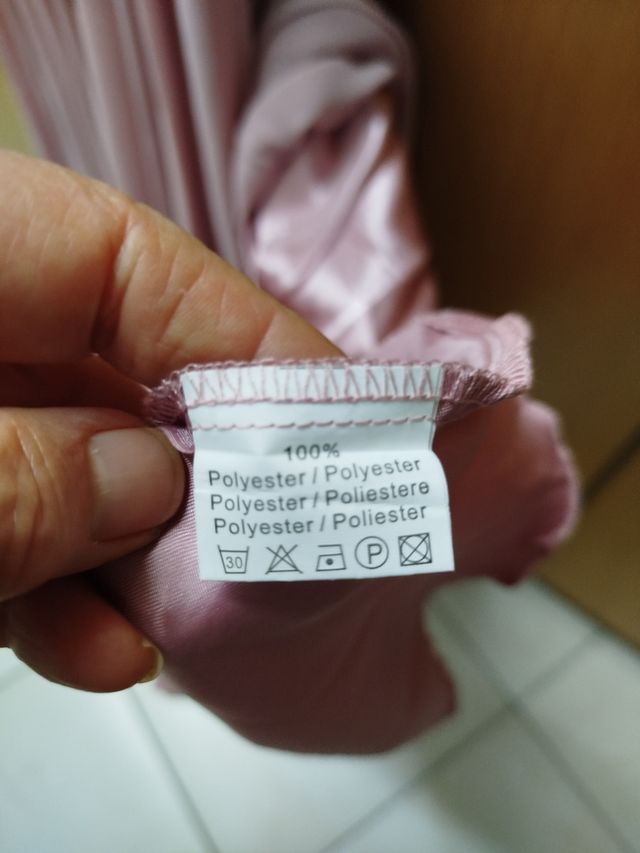 100%
Polyester / Polyester
Polyester / Poliestere
Polyester / Poliester
30 P